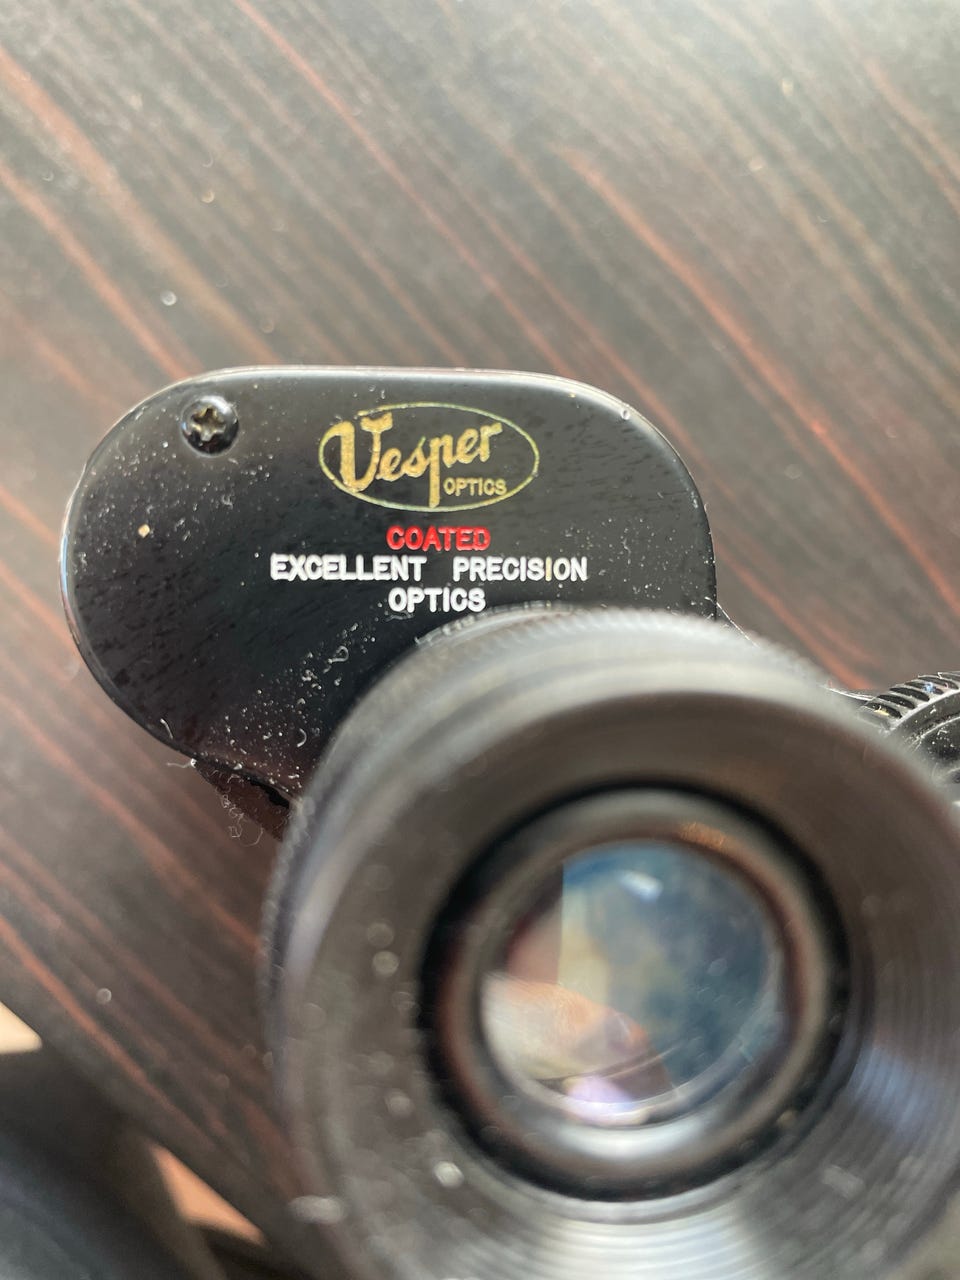 Vesper
OPTICS
COATED
EXCELLENT PRECISION
OPTICS